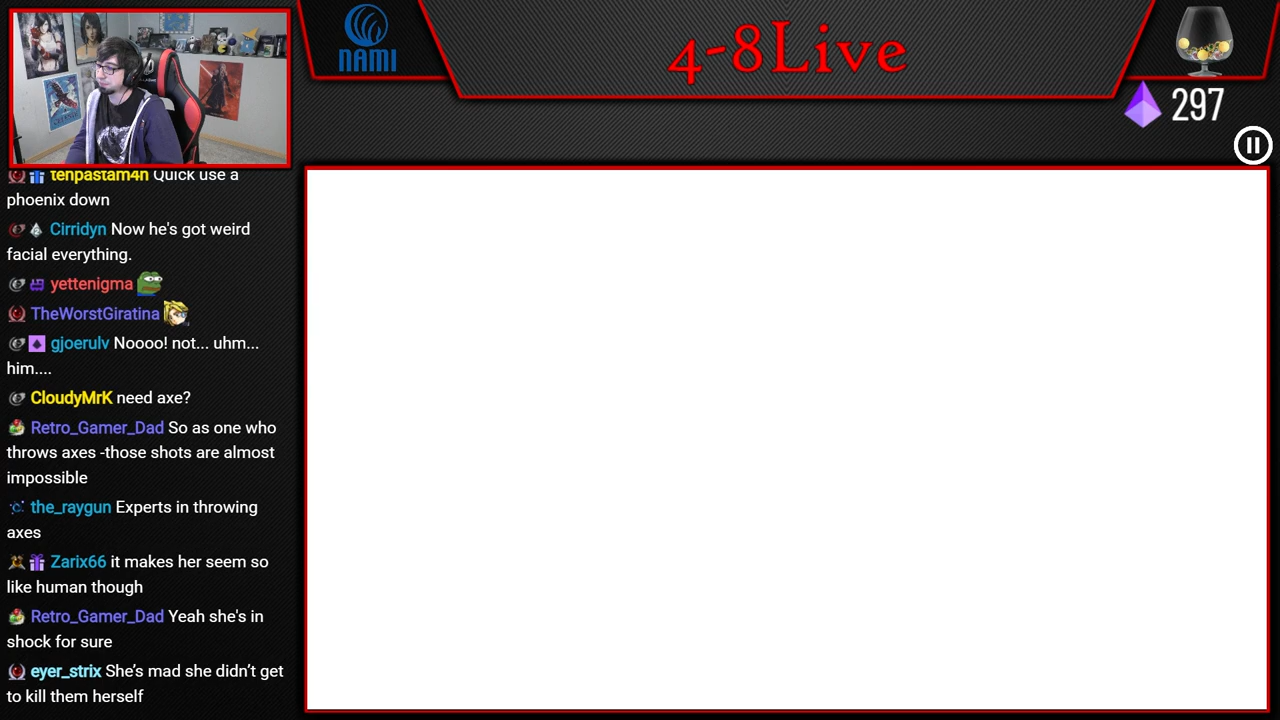 NAMI
4-8Live
297
tenpastam4n Quick use a
phoenix down
Cirridyn Now he's got weird
facial everything.
yettenigma
TheWorstGiratina
gjoerulv Noooo! not... uhm...
him....
CloudyMrK need axe?
Retro_Gamer_Dad So as one who
throws axes -those shots are almost
impossible
the_raygun Experts in throwing
axes
Zarix66 it makes her seem so
like human though
Retro_Gamer_Dad Yeah she's in
shock for sure
eyer_strix She’s mad she didn’t get
to kill them herself